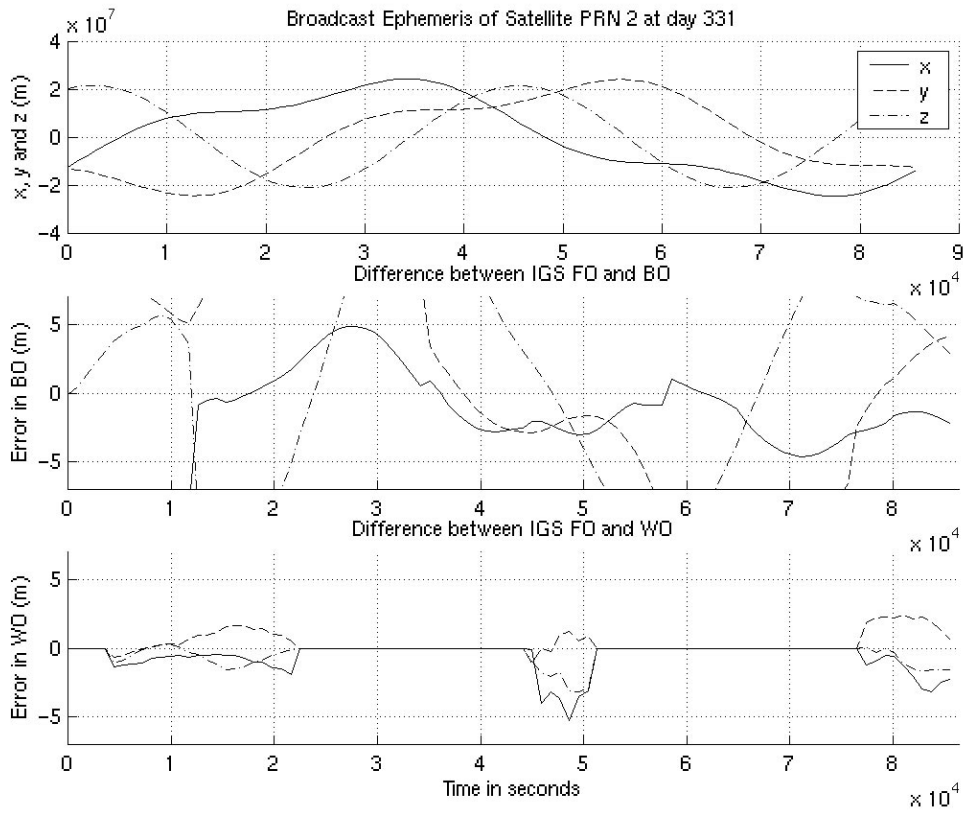 Broadcast Ephemeris of Satellite PRN 2 at day 331
x 10^7
x, y and z (m)
4
2
0
-2
-4
x
y
z
0 1 2 3 4 5 6 7 8 9
x 10^4
Difference between IGS FO and BO
Error in BO (m)
5
0
-5
0 1 2 3 4 5 6 7 8
x 10^4
Difference between IGS FO and WO
Error in WO (m)
5
0
-5
0 1 2 3 4 5 6 7 8
Time in seconds
x 10^4